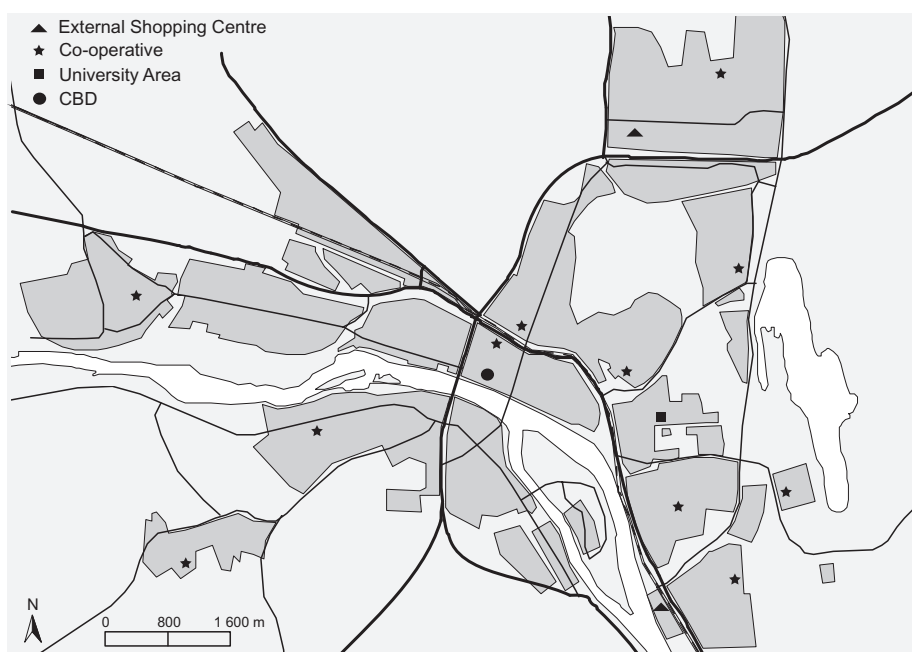 External Shopping Centre
Co-operative
University Area
CBD
N
0 800 1 600 m